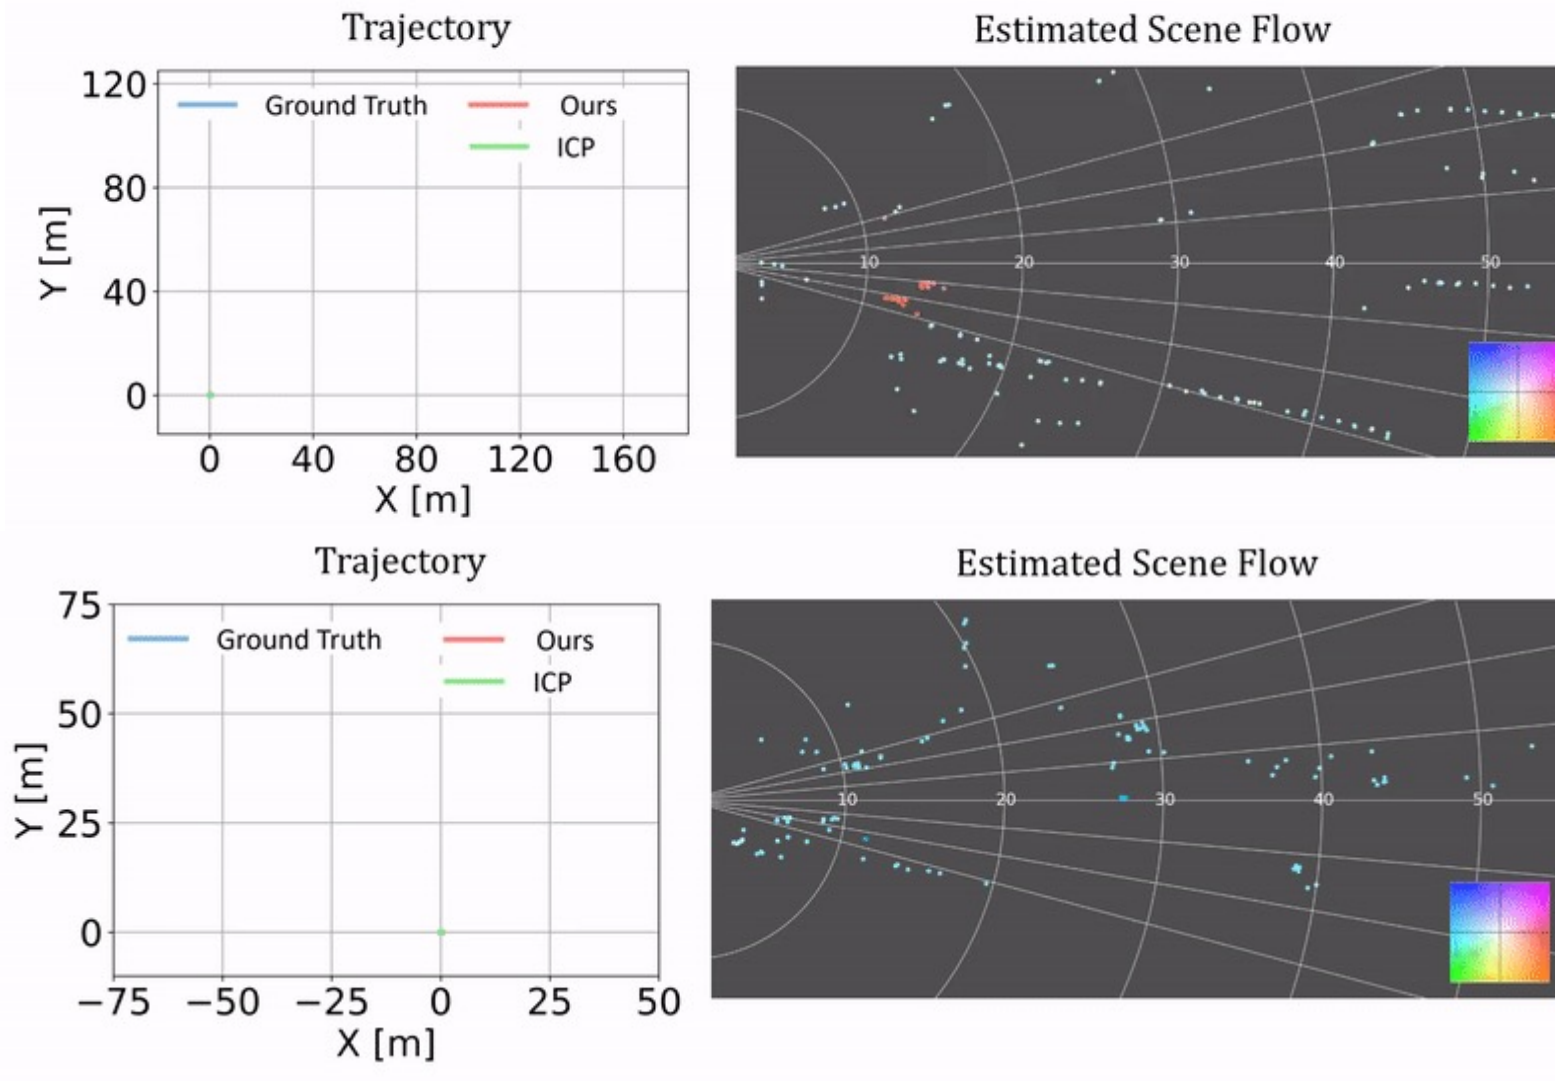 Trajectory
Estimated Scene Flow
120
Ground Truth
Ours
ICP
80
Y [m]
40
0
0 40 80 120 160
X [m]
10 20 30 40 50
Trajectory
Estimated Scene Flow
75
Ground Truth
Ours
ICP
50
Y [m]
25
0
−75 −50 −25 0 25 50
X [m]
10 20 30 40 50